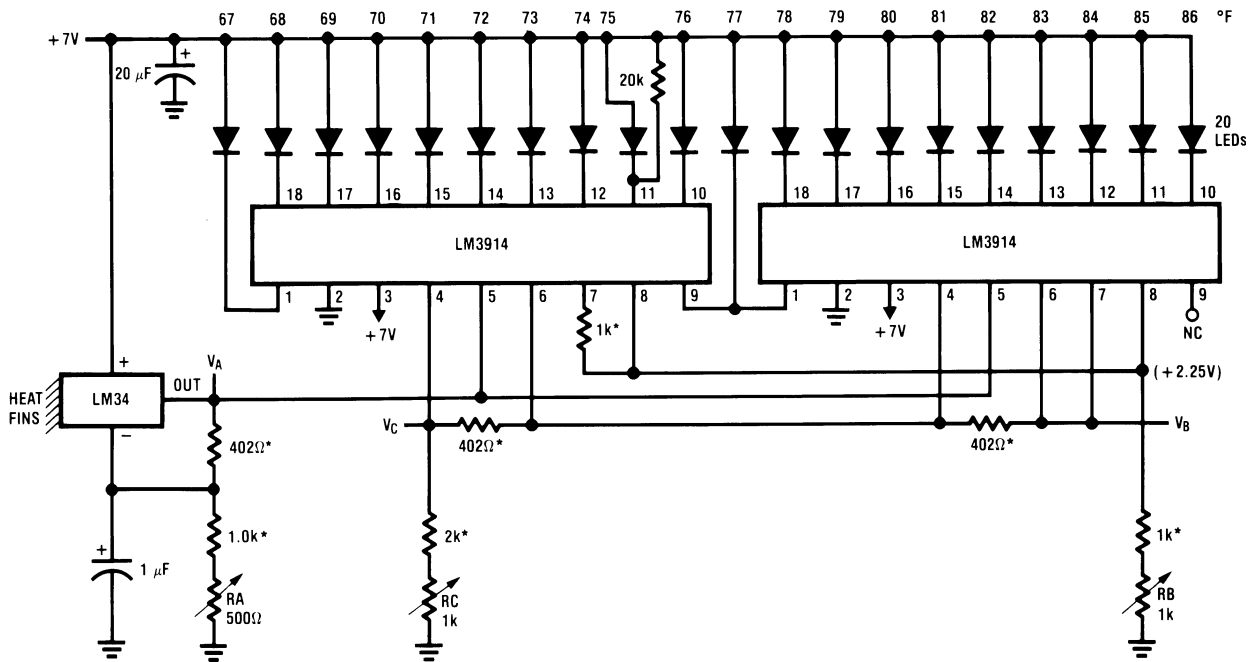 67 68 69 70 71 72 73 74 75 76 77 78 79 80 81 82 83 84 85 86 °F
+7V
20 μF
+
20k
20
LEDs
18 17 16 15 14 13 12 11 10
18 17 16 15 14 13 12 11 10
LM3914
LM3914
1 2 3 4 5 6 7 8 9
1 2 3 4 5 6 7 8 9
+7V
1k*
+7V
NC
(+2.25V)
+
VA
HEAT
FINS
LM34
OUT
−
VC
402Ω*
402Ω*
VB
402Ω*
1.0k*
2k*
1k*
+
1 μF
RA
500Ω
RC
1k
RB
1k